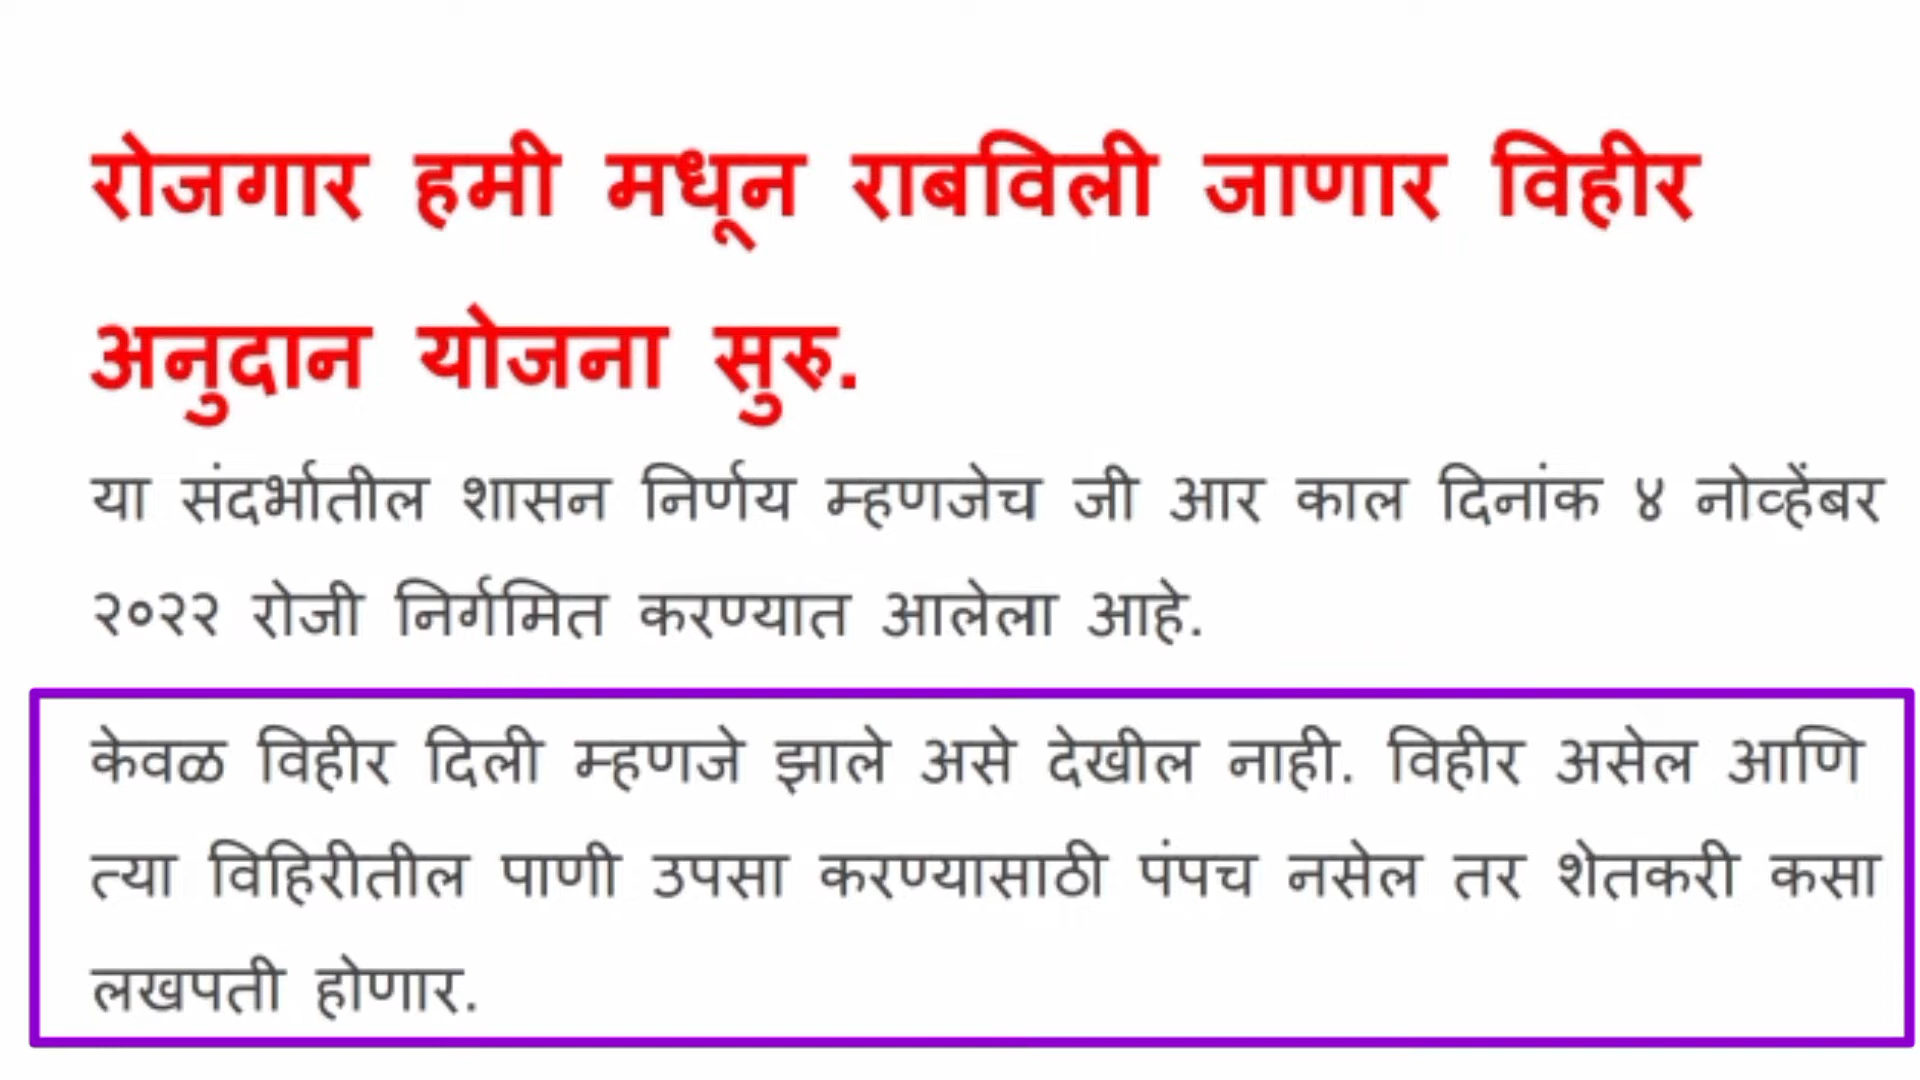 रोजगार हमी मधून राबविली जाणार विहीर
अनुदान योजना सुरु.
या संदर्भातील शासन निर्णय म्हणजेच जी आर काल दिनांक ४ नोव्हेंबर
२०२२ रोजी निर्गमित करण्यात आलेला आहे.
केवळ विहीर दिली म्हणजे झाले असे देखील नाही. विहीर असेल आणि
त्या विहिरीतील पाणी उपसा करण्यासाठी पंपच नसेल तर शेतकरी कसा
लखपती होणार.